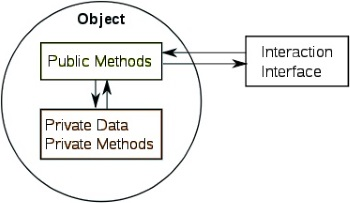 Object
Public Methods
Interaction
Interface
Private Data
Private Methods